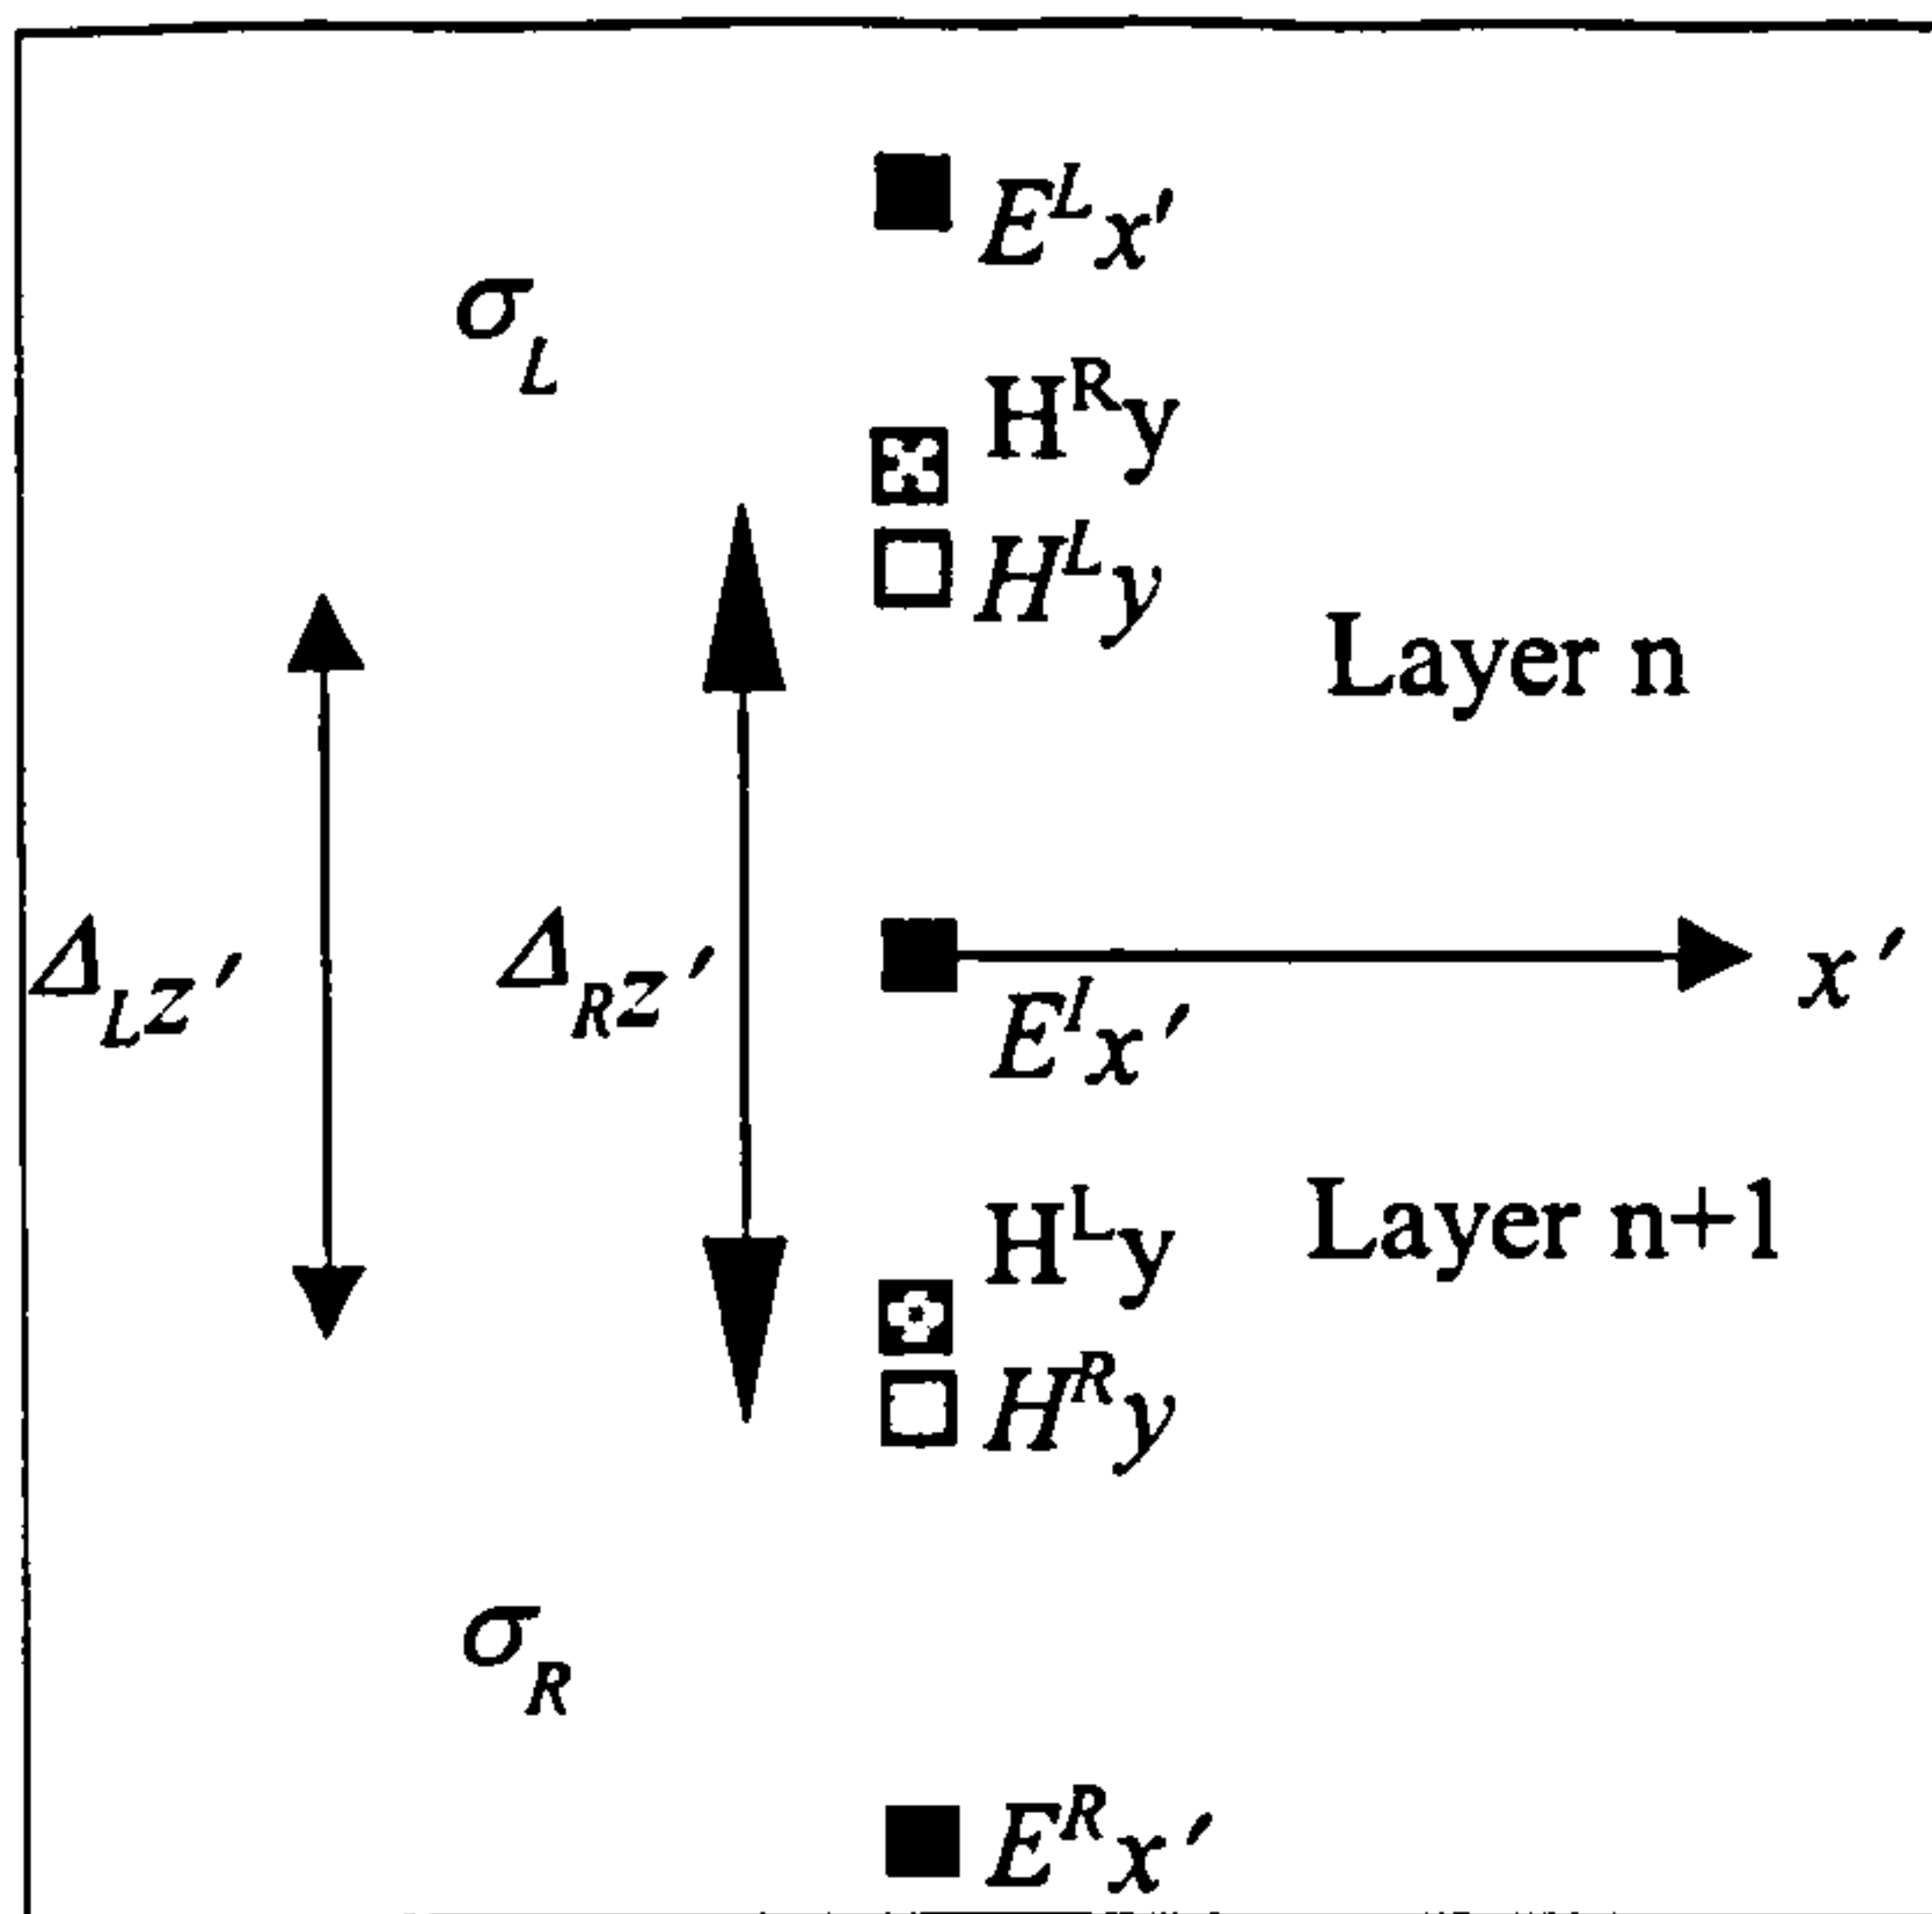 E^L x′
σ_L
H^R y
H^L y
Layer n
Δ_L z′
Δ_R z′
x′
E^I x′
H^L y
Layer n+1
H^R y
σ_R
E^R x′